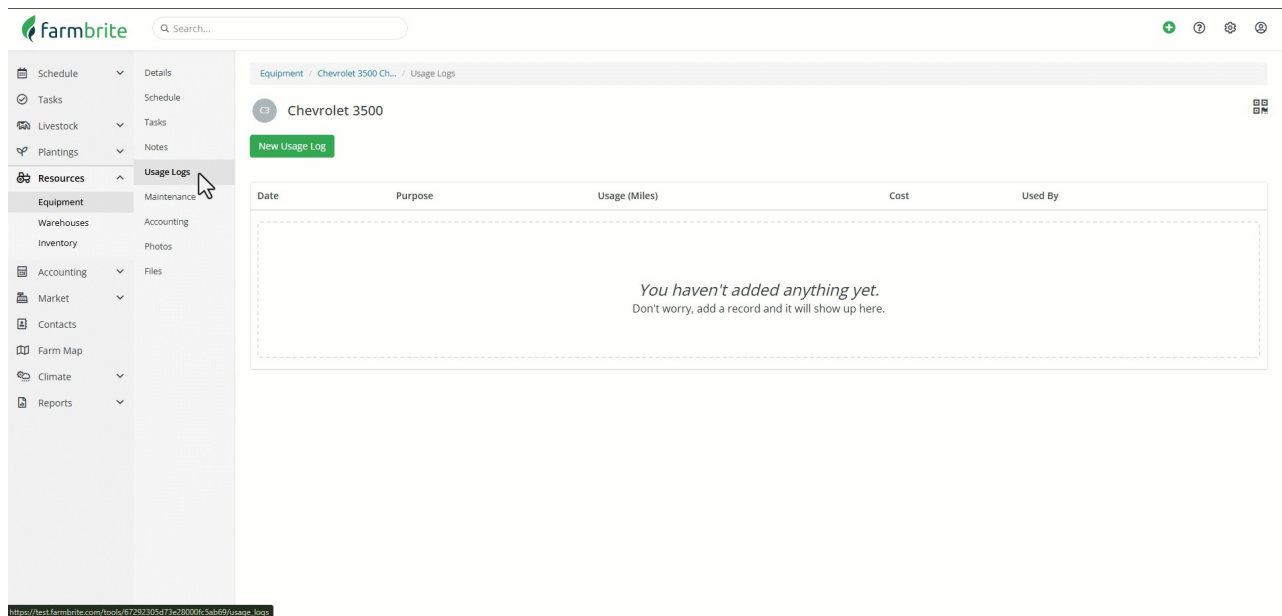 farmbrite
Search...
Schedule
Tasks
Livestock
Plantings
Resources
Equipment
Warehouses
Inventory
Accounting
Market
Contacts
Farm Map
Climate
Reports
Details
Schedule
Tasks
Notes
Usage Logs
Maintenance
Accounting
Photos
Files
Equipment / Chevrolet 3500 Ch... / Usage Logs
C3 Chevrolet 3500
New Usage Log
Date Purpose Usage (Miles) Cost Used By
You haven't added anything yet.
Don't worry, add a record and it will show up here.
https://test.farmbrite.com/tools/67292305d73e28000fc5ab69/usage_logs